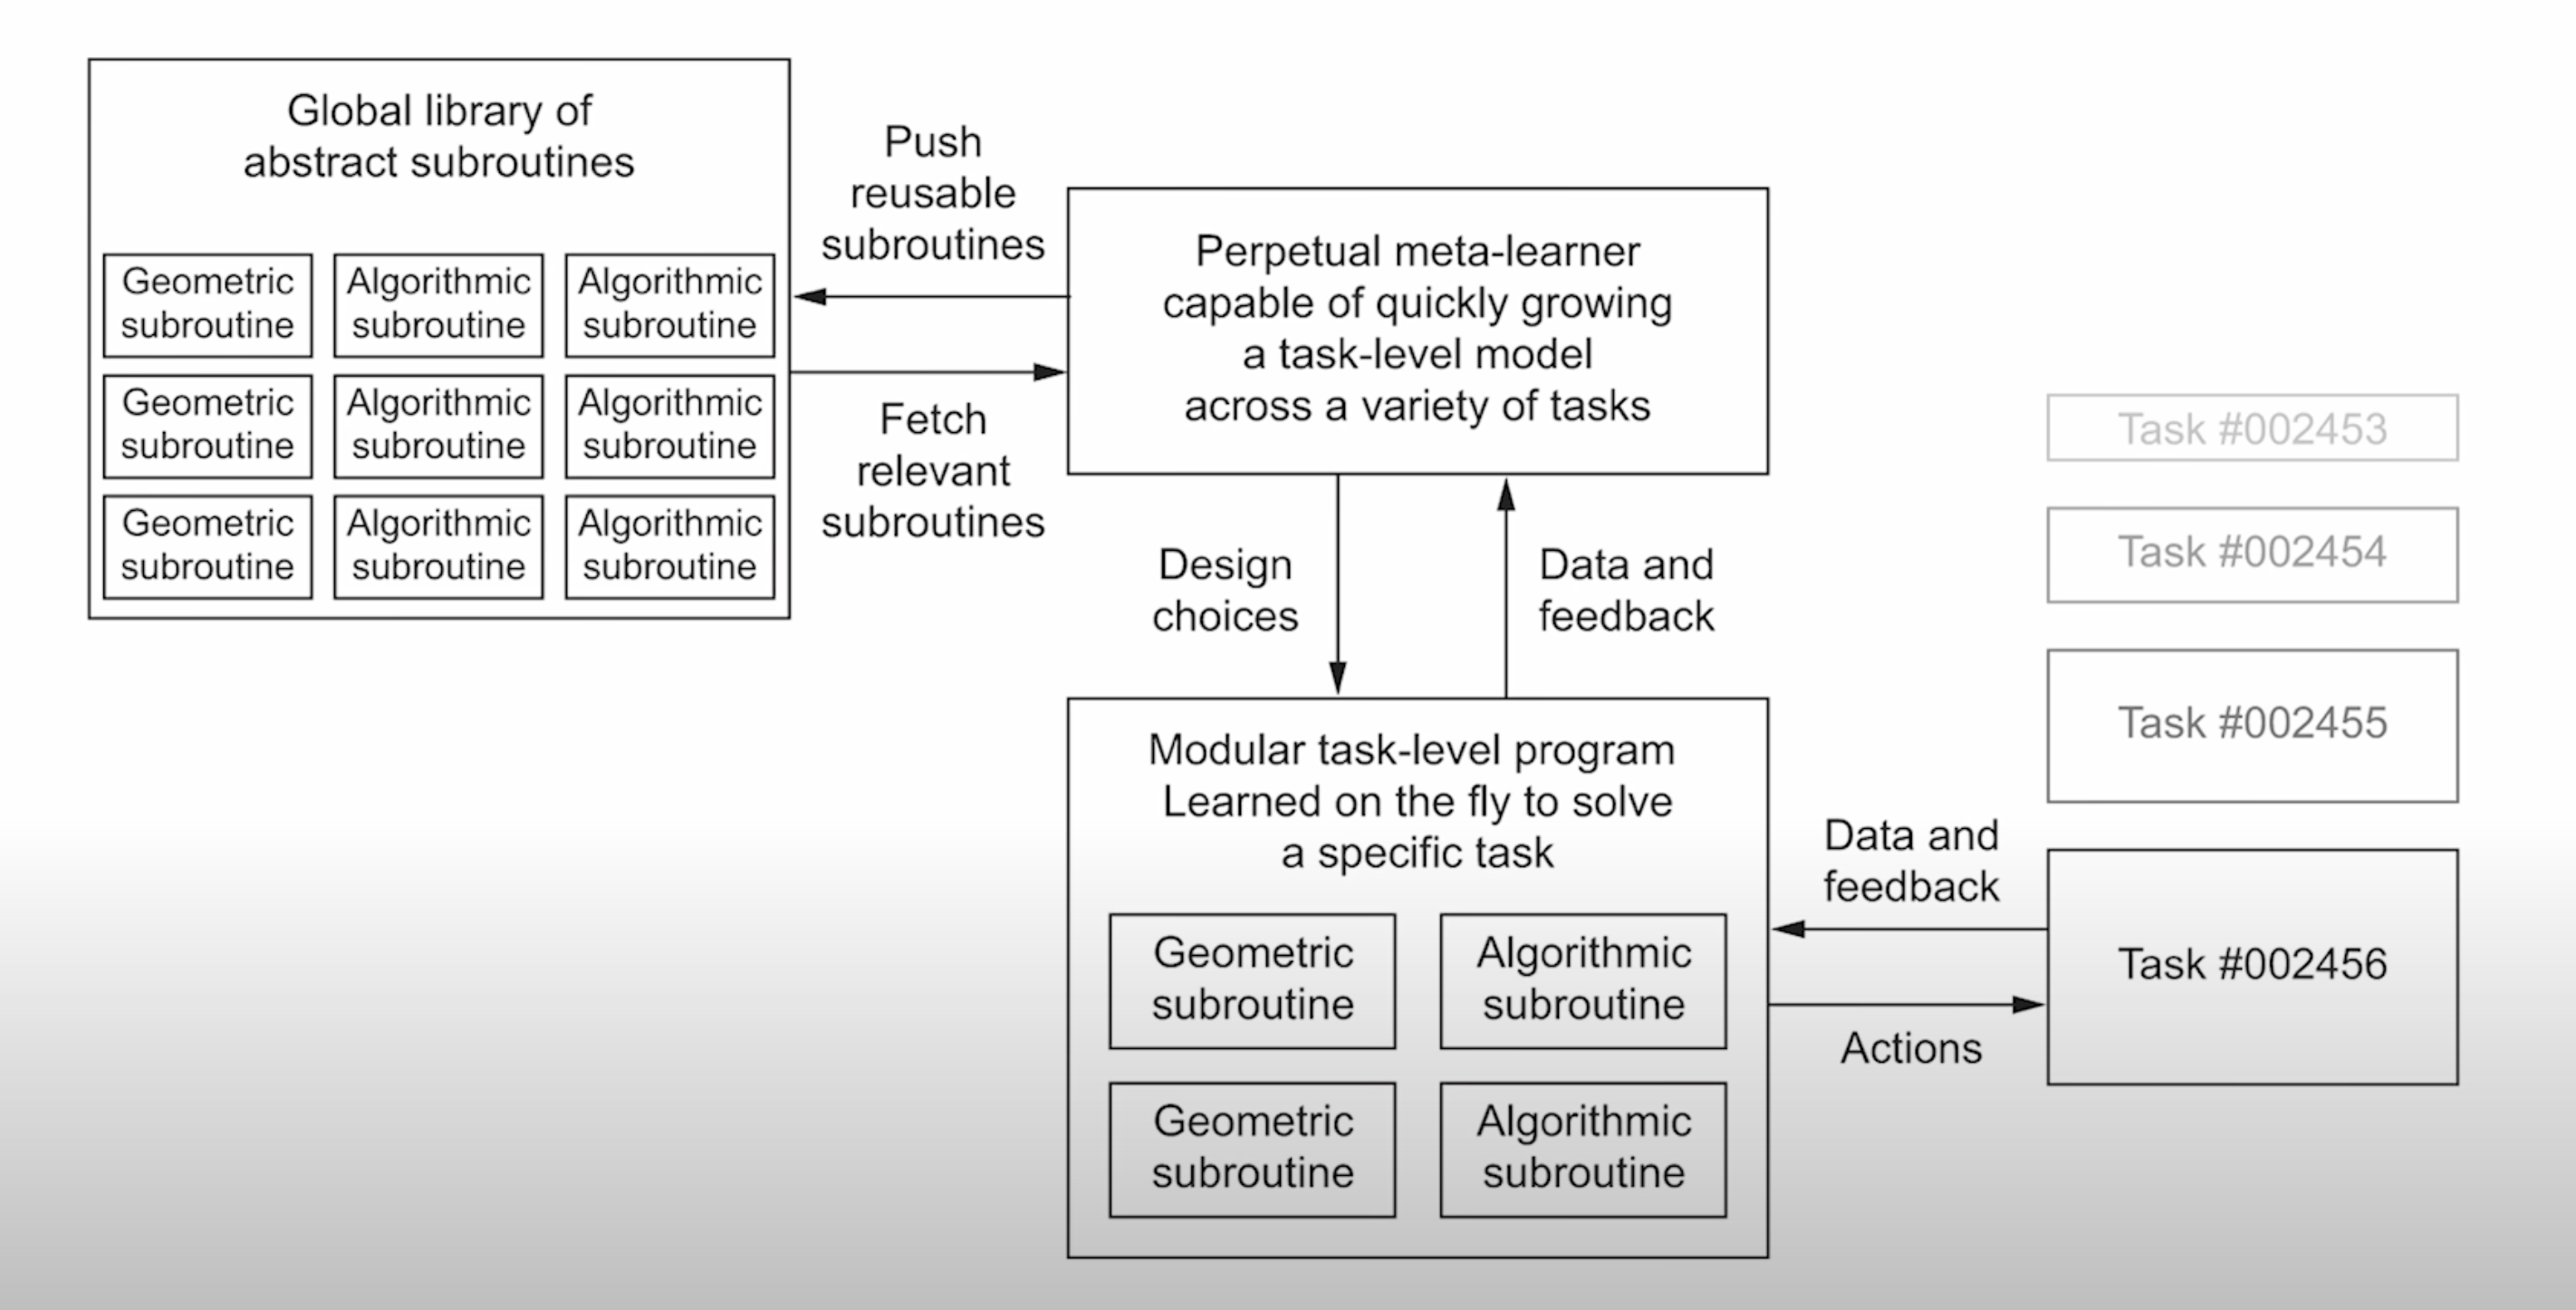 Global library of
abstract subroutines
Geometric
subroutine
Algorithmic
subroutine
Algorithmic
subroutine
Geometric
subroutine
Algorithmic
subroutine
Algorithmic
subroutine
Geometric
subroutine
Algorithmic
subroutine
Algorithmic
subroutine
Push
reusable
subroutines
Fetch
relevant
subroutines
Perpetual meta-learner
capable of quickly growing
a task-level model
across a variety of tasks
Design
choices
Data and
feedback
Modular task-level program
Learned on the fly to solve
a specific task
Geometric
subroutine
Algorithmic
subroutine
Geometric
subroutine
Algorithmic
subroutine
Data and
feedback
Actions
Task #002453
Task #002454
Task #002455
Task #002456